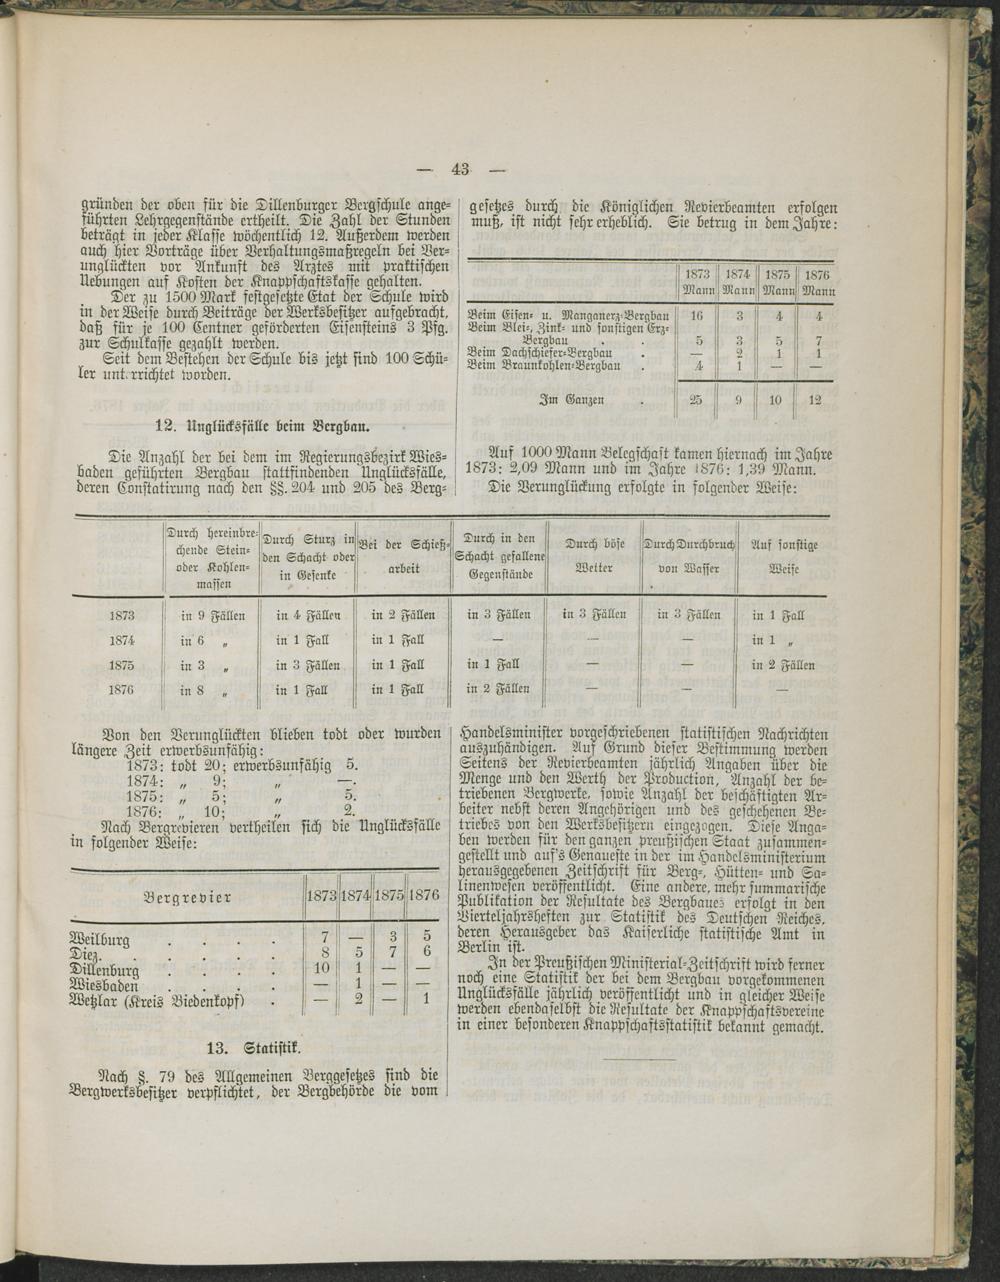 — 43 —
gründen der oben für die Dillenburger Bergschule ange-
führten Lehrgegenstände ertheilt. Die Zahl der Stunden
beträgt in jeder Klasse wöchentlich 12. Außerdem werden
auch hier Vorträge über Verhaltungsmaßregeln bei Ver-
unglückten vor Ankunft des Arztes mit praktischen
Uebungen auf Kosten der Knappschaftskasse gehalten.
Der zu 1500 Mark festgesetzte Etat der Schule wird
in der Weise durch Beiträge der Werksbesitzer aufgebracht,
daß für je 100 Centner geförderten Eisensteins 3 Pfg.
zur Schulkasse gezahlt werden.
Seit dem Bestehen der Schule bis jetzt sind 100 Schü-
ler unt.rrichtet worden.
12. Unglücksfälle beim Bergbau.
Die Anzahl der bei dem im Regierungsbezirk Wies-
baden geführten Bergbau stattfindenden Unglücksfälle,
deren Constatirung nach den §§. 204 und 205 des Berg-
gesetzes durch die Königlichen Revierbeamten erfolgen
muß, ist nicht sehr erheblich. Sie betrug in dem Jahre:
1873 1874 1875 1876
Mann Mann Mann Mann
Beim Eisen- u. Manganerz-Bergbau 16 3 4 4
Beim Blei-, Zink- und sonstigen Erz-
Bergbau . . 5 3 5 7
Beim Dachschiefer-Bergbau . — 2 1 1
Beim Braunkohlen-Bergbau . 4 1 — —
Im Ganzen . 25 9 10 12
Auf 1000 Mann Belegschaft kamen hiernach im Jahre
1873: 2,09 Mann und im Jahre 1876: 1,39 Mann.
Die Verunglückung erfolgte in folgender Weise:
Durch hereinbre- Durch Sturz in Bei der Schieß- Durch in den Durch böse Durch Durchbruch Auf sonstige
chende Stein- den Schacht oder arbeit Schacht gefallene Wetter von Wasser Weise
oder Kohlen- in Gesenke Gegenstände
massen
1873 in 9 Fällen in 4 Fällen in 2 Fällen in 3 Fällen in 3 Fällen in 3 Fällen in 1 Fall
1874 in 6 „ in 1 Fall in 1 Fall — — — in 1 „
1875 in 3 „ in 3 Fällen in 1 Fall in 1 Fall — — in 2 Fällen
1876 in 8 „ in 1 Fall in 1 Fall in 2 Fällen — — —
Von den Verunglückten blieben todt oder wurden
längere Zeit erwerbsunfähig:
1873: todt 20; erwerbsunfähig 5.
1874: „ 9; „ —.
1875: „ 5; „ 5.
1876: „ 10; „ 2.
Nach Bergrevieren vertheilen sich die Unglücksfälle
in folgender Weise:
Bergrevier 1873 1874 1875 1876
Weilburg . . . . 7 — 3 5
Diez. . . . . . 8 5 7 6
Dillenburg . . . . 10 1 — —
Wiesbaden . . . . — 1 — —
Wetzlar (Kreis Biedenkopf) . — 2 — 1
13. Statistik.
Nach §. 79 des Allgemeinen Berggesetzes sind die
Bergwerksbesitzer verpflichtet, der Bergbehörde die vom
Handelsminister vorgeschriebenen statistischen Nachrichten
auszuhändigen. Auf Grund dieser Bestimmung werden
Seitens der Revierbeamten jährlich Angaben über die
Menge und den Werth der Production, Anzahl der be-
triebenen Bergwerke, sowie Anzahl der beschäftigten Ar-
beiter nebst deren Angehörigen und des geschehenen Be-
triebes von den Werksbesitzern eingezogen. Diese Anga-
ben werden für den ganzen preußischen Staat zusammen-
gestellt und auf's Genaueste in der im Handelsministerium
herausgegebenen Zeitschrift für Berg-, Hütten- und Sa-
linenwesen veröffentlicht. Eine andere, mehr summarische
Publikation der Resultate des Bergbaues erfolgt in den
Vierteljahrsheften zur Statistik des Deutschen Reiches,
deren Herausgeber das Kaiserliche statistische Amt in
Berlin ist.
In der Preußischen Ministerial-Zeitschrift wird ferner
noch eine Statistik der bei dem Bergbau vorgekommenen
Unglücksfälle jährlich veröffentlicht und in gleicher Weise
werden ebendaselbst die Resultate der Knappschaftsvereine
in einer besonderen Knappschaftsstatistik bekannt gemacht.